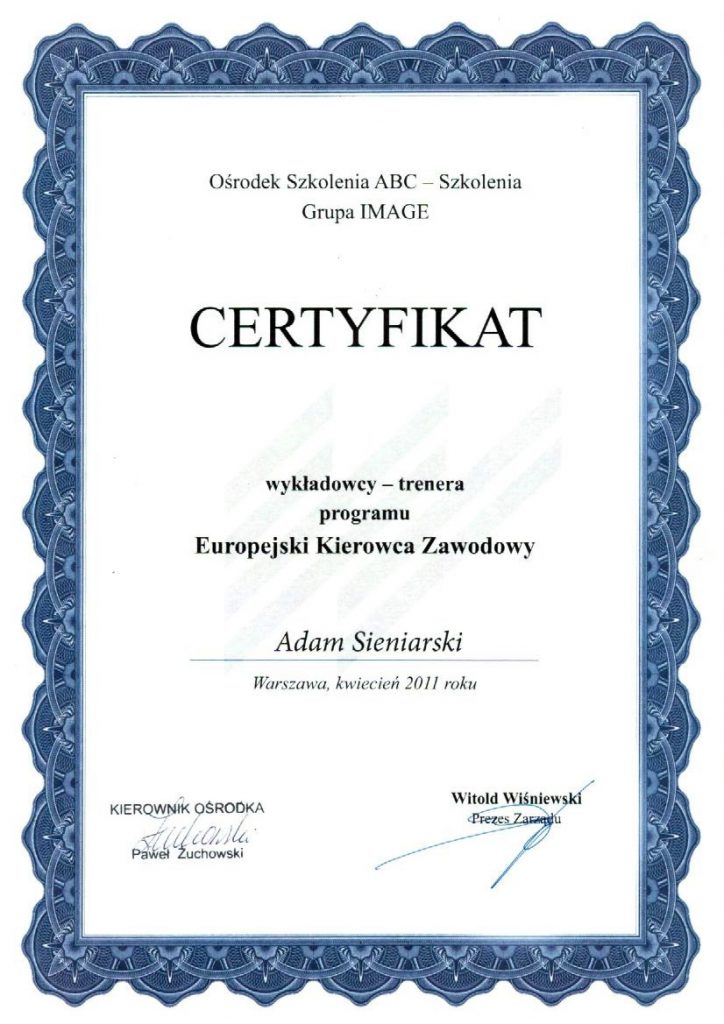 Ośrodek Szkolenia ABC – Szkolenia
Grupa IMAGE
CERTYFIKAT
wykładowcy – trenera
programu
Europejski Kierowca Zawodowy
Adam Sieniarski
Warszawa, kwiecień 2011 roku
KIEROWNIK OŚRODKA
Żuchowski
Paweł Żuchowski
Witold Wiśniewski
Prezes Zarządu